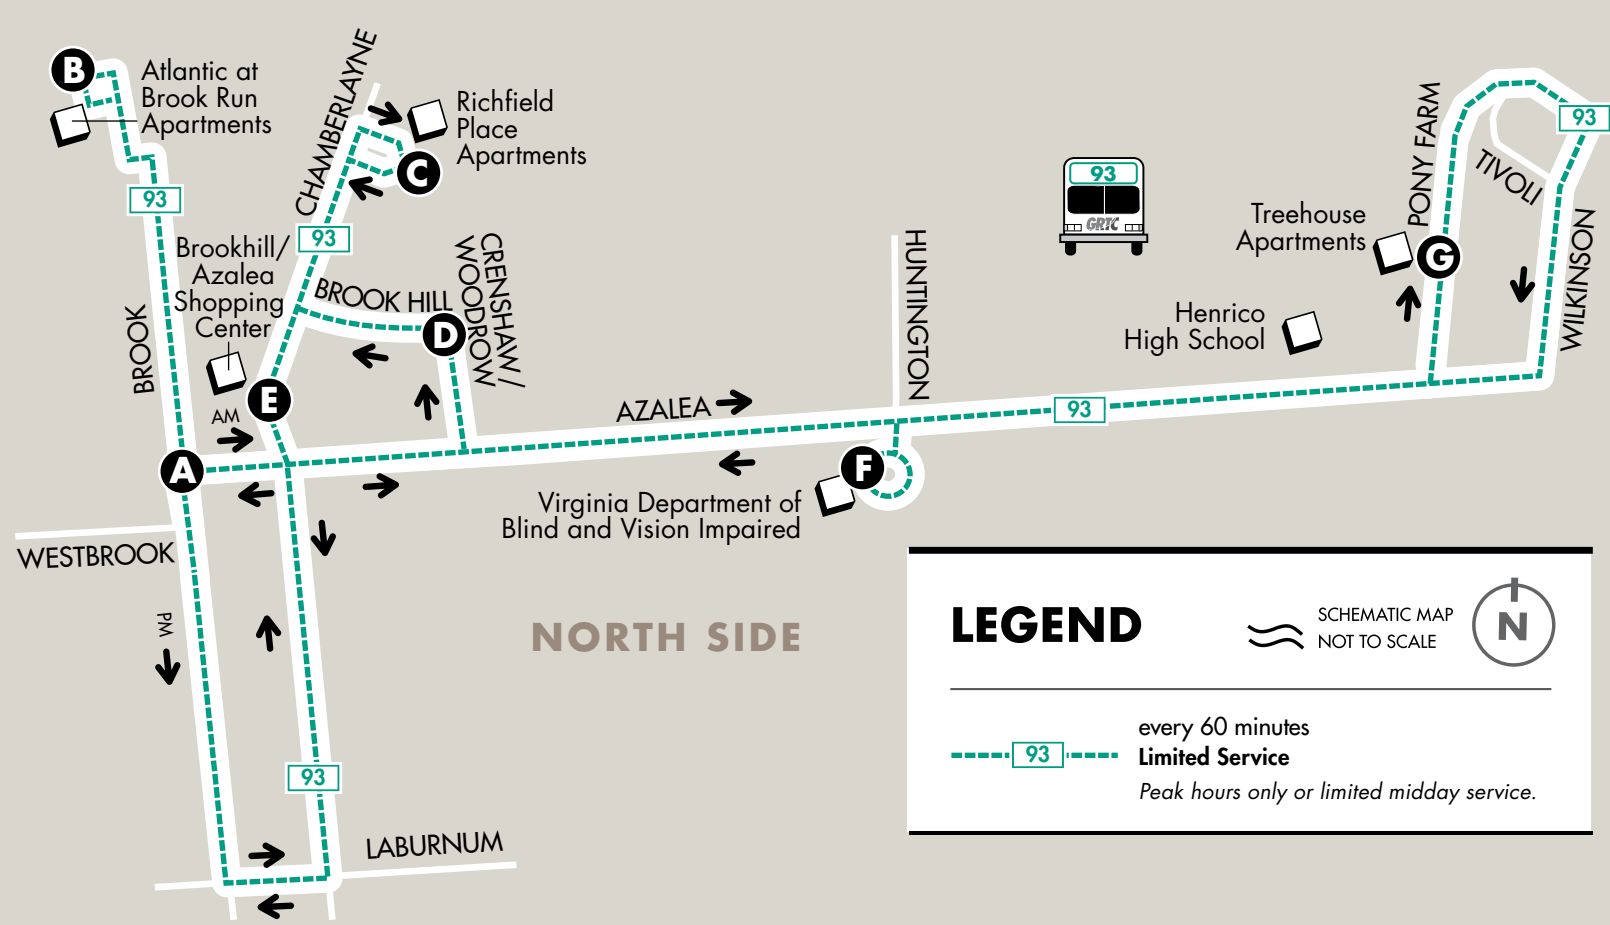 B
Atlantic at
Brook Run
Apartments
93
BROOK
CHAMBERLAYNE
Richfield
Place
Apartments
C
93
Brookhill/
Azalea
Shopping
Center
BROOK HILL
CRENSHAW/
WOODROW
D
E
AM
A
AZALEA
HUNTINGTON
93
GRTC
93
F
Virginia Department of
Blind and Vision Impaired
Treehouse
Apartments
G
Henrico
High School
PONY FARM
TIVOLI
93
WILKINSON
WESTBROOK
PM
NORTH SIDE
93
LABURNUM
LEGEND
SCHEMATIC MAP
NOT TO SCALE
N
93
every 60 minutes
Limited Service
Peak hours only or limited midday service.